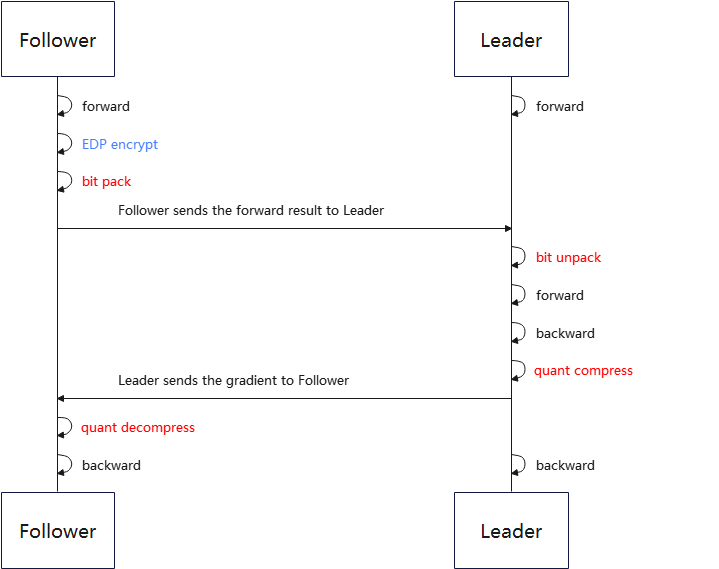 Follower
Leader
forward
forward
EDP encrypt
bit pack
Follower sends the forward result to Leader
bit unpack
forward
backward
quant compress
Leader sends the gradient to Follower
quant decompress
backward
backward
Follower
Leader